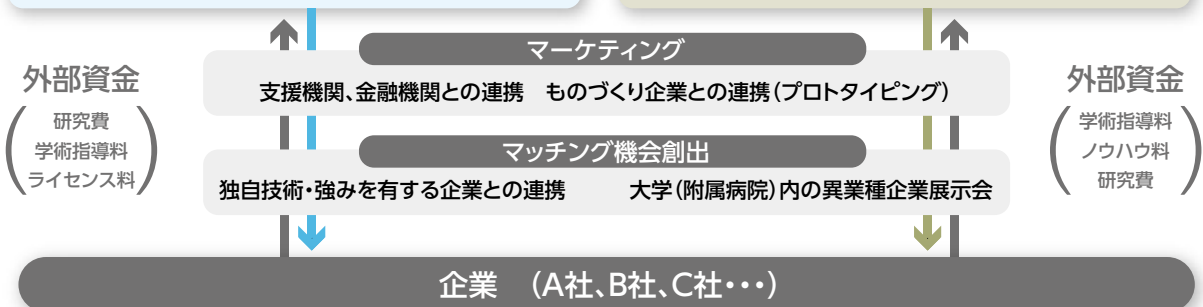 マーケティング
支援機関、金融機関との連携　ものづくり企業との連携(プロトタイピング)
外部資金
研究費
学術指導料
ライセンス料
外部資金
学術指導料
ノウハウ料
研究費
マッチング機会創出
独自技術・強みを有する企業との連携　大学(附属病院)内の異業種企業展示会
企業　(A社、B社、C社・・・)